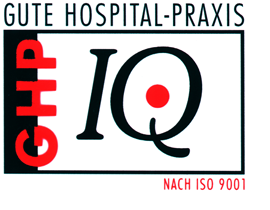 GUTE HOSPITAL-PRAXIS
GHP
IQ
NACH ISO 9001